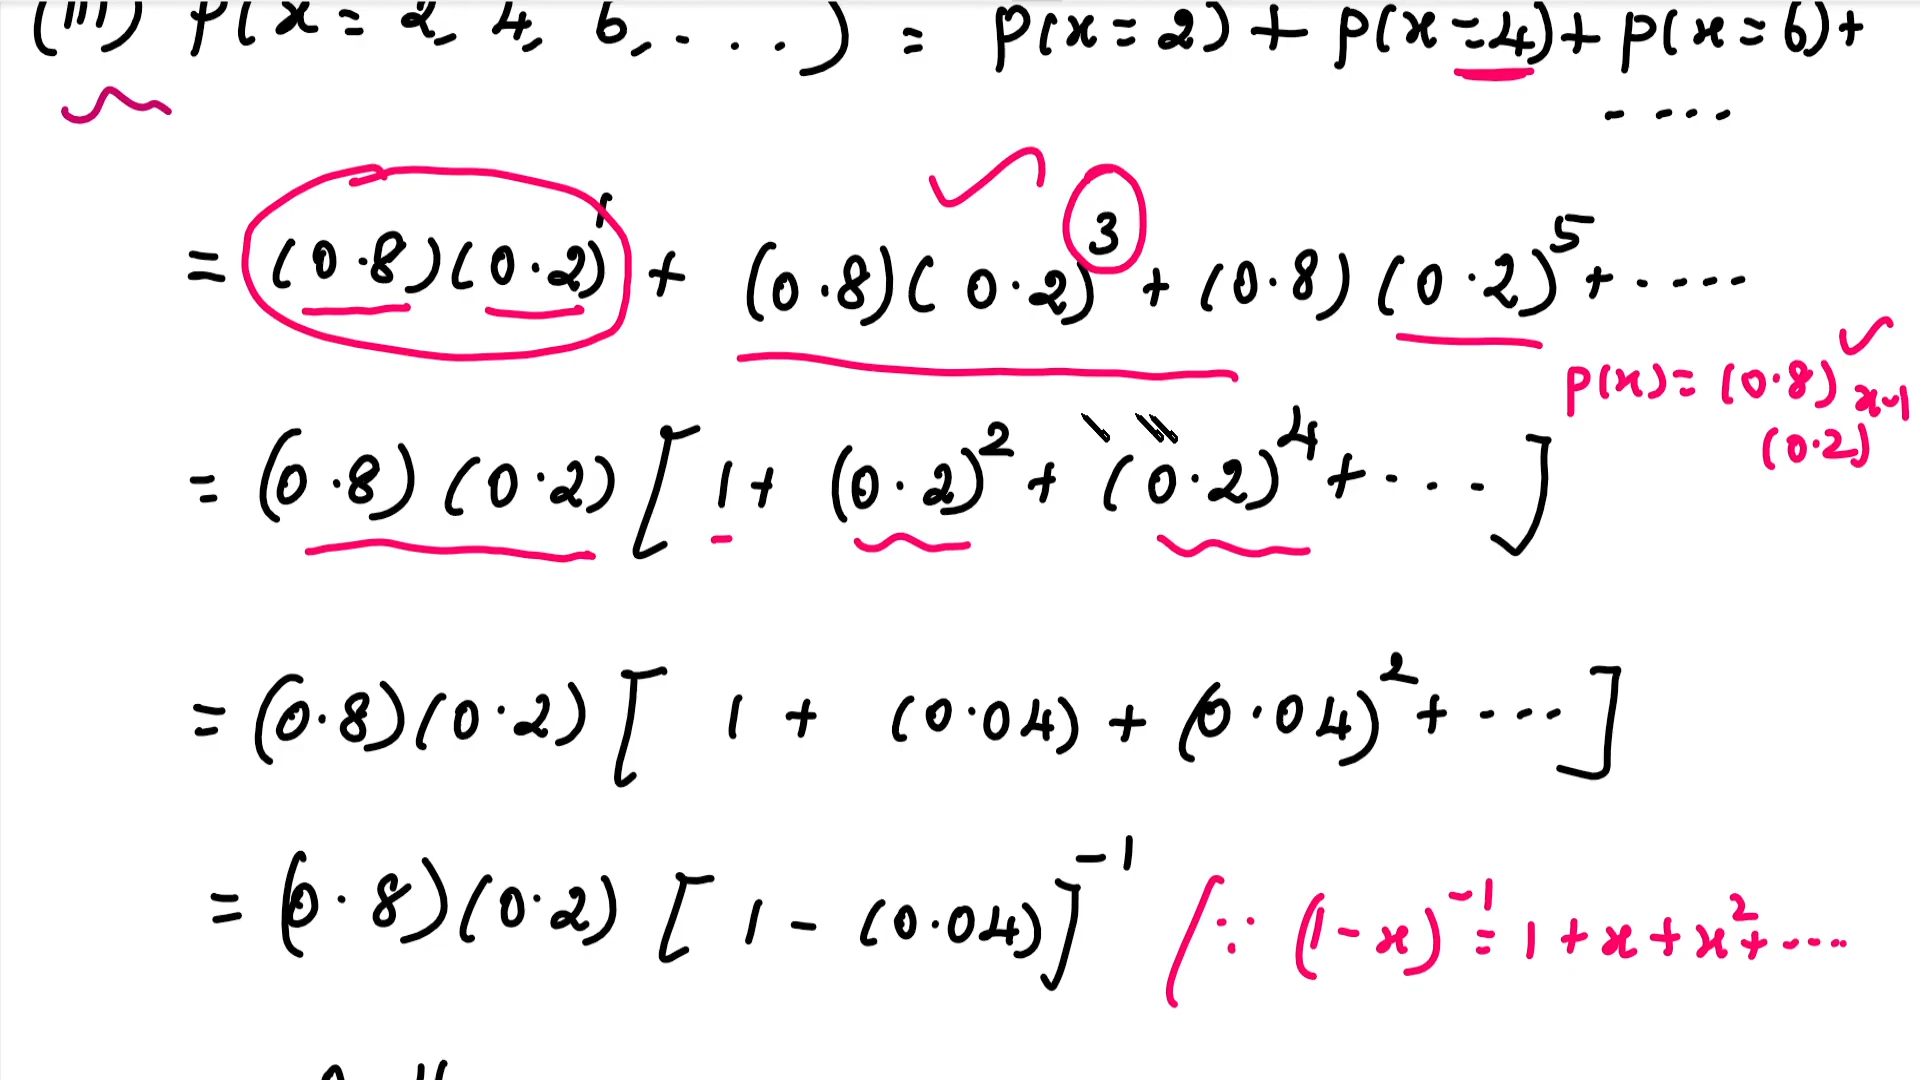 (iii) P(x = 2, 4, 6, ....) = P(x = 2) + P(x = 4) + P(x = 6) +
....
= (0.8)(0.2)^1 + (0.8)(0.2)^3 + (0.8)(0.2)^5 + ....
P(x) = (0.8)
(0.2)^x-1
= (0.8)(0.2)[1 + (0.2)^2 + (0.2)^4 + ...]
= (0.8)(0.2)[1 + (0.04) + (0.04)^2 + ...]
= (0.8)(0.2)[1 - (0.04)]^-1 / ∵ (1-x)^-1 = 1 + x + x^2 + ....